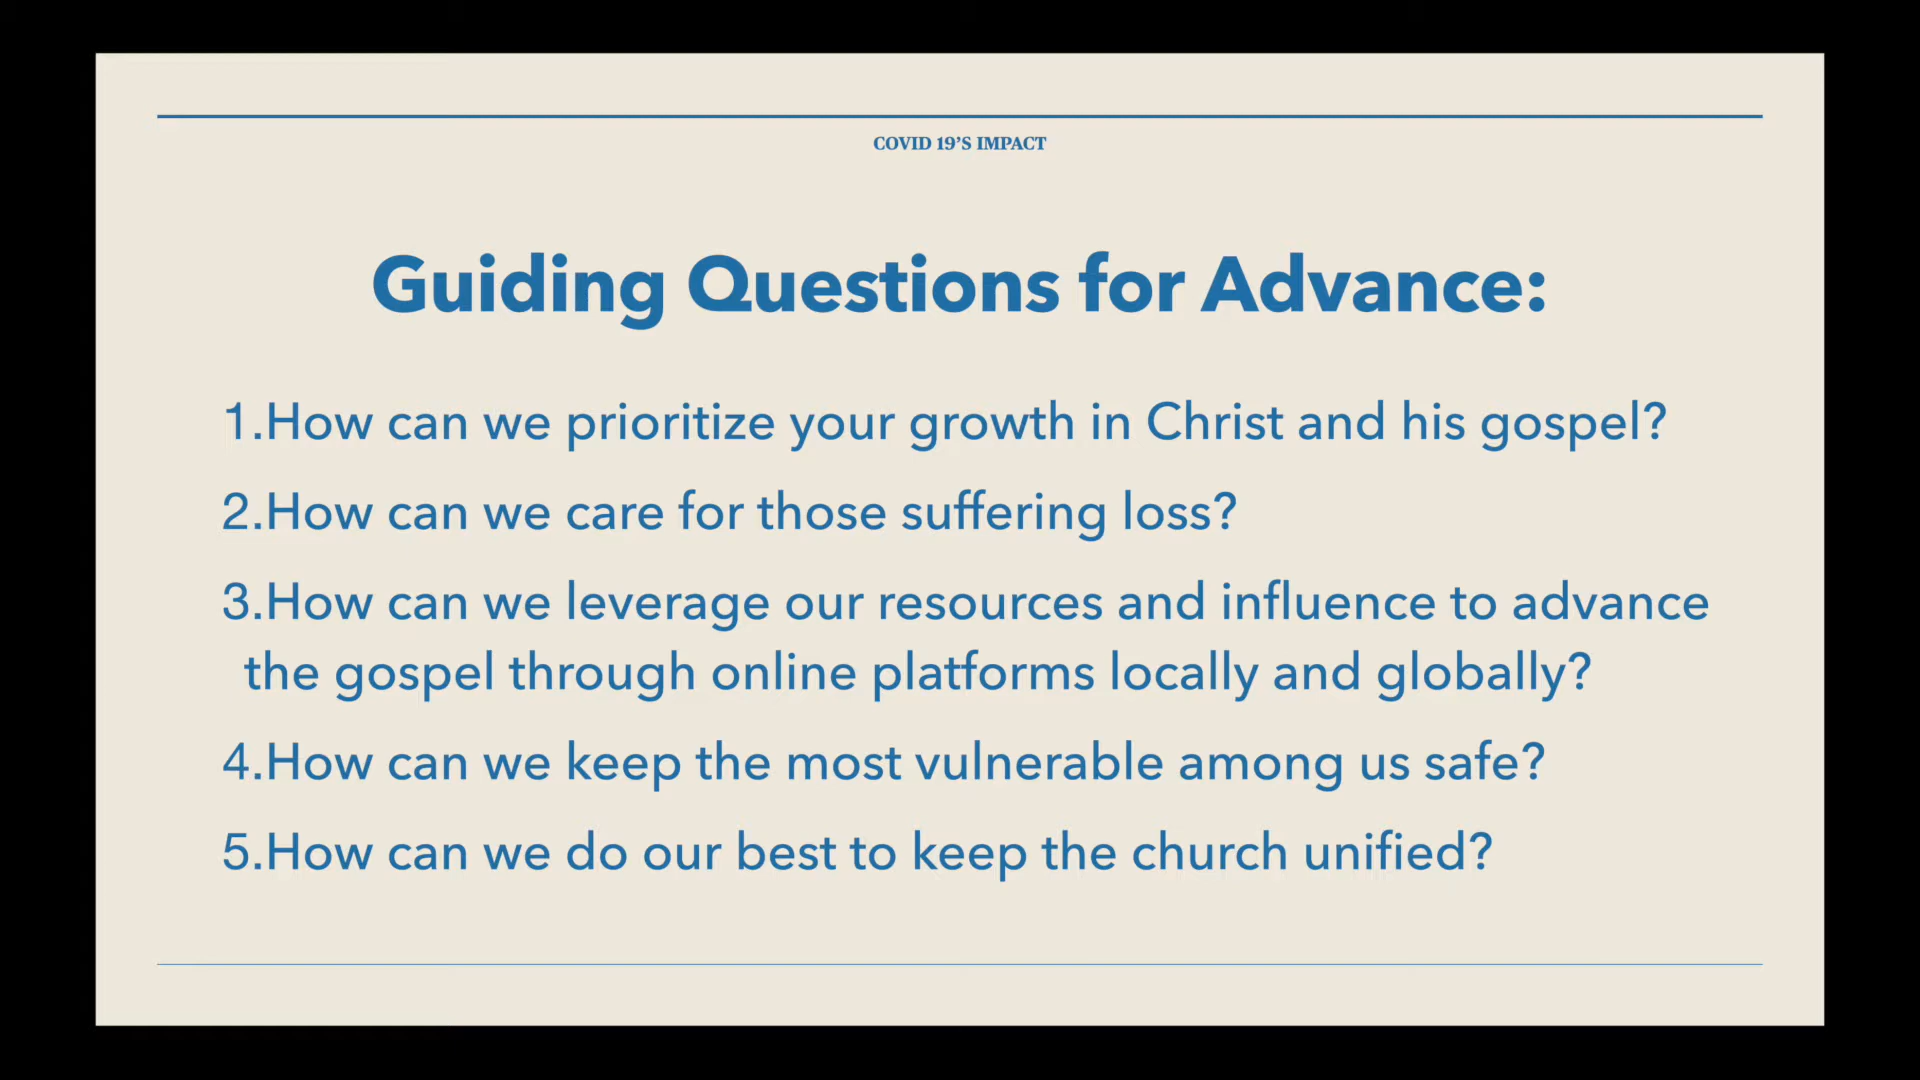 COVID 19’S IMPACT
Guiding Questions for Advance:
1.How can we prioritize your growth in Christ and his gospel?
2.How can we care for those suffering loss?
3.How can we leverage our resources and influence to advance
the gospel through online platforms locally and globally?
4.How can we keep the most vulnerable among us safe?
5.How can we do our best to keep the church unified?